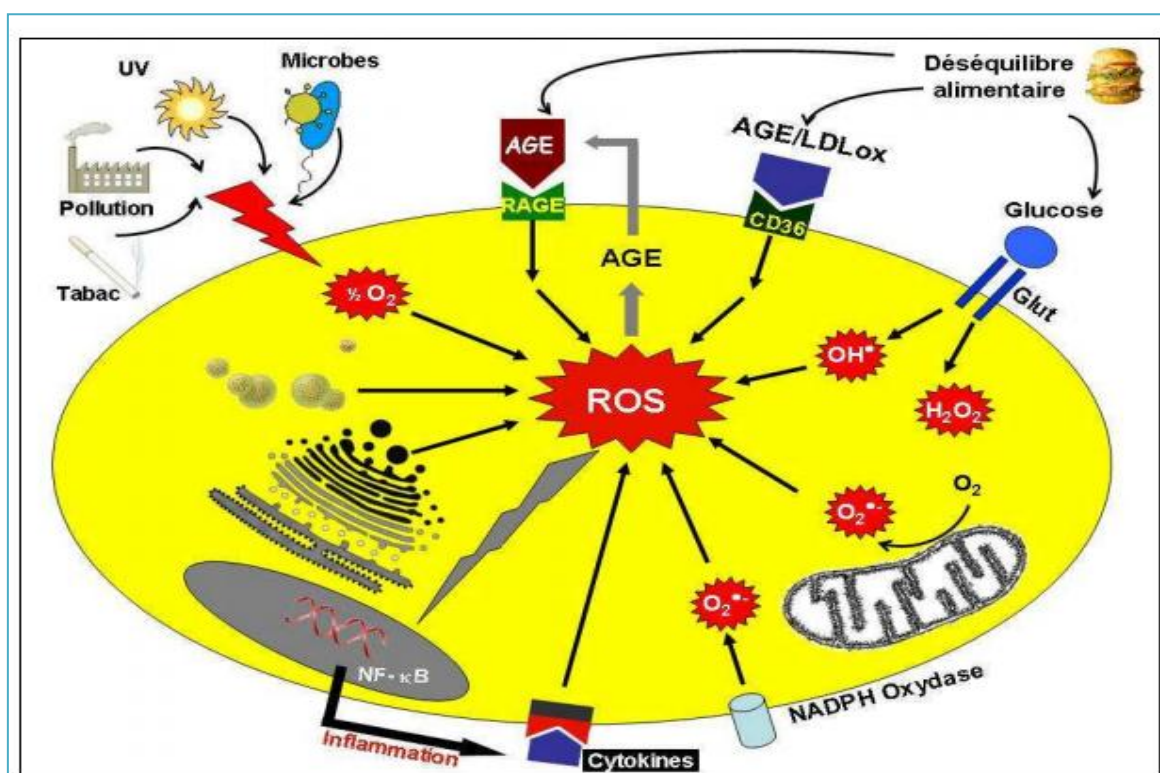 UV
Microbes
Déséquilibre
alimentaire
Pollution
Tabac
AGE
RAGE
AGE/LDLox
CD36
Glucose
Glut
AGE
½ O₂
ROS
OH•
H₂O₂
O₂
O₂•-
O₂•-
NF-κB
NADPH Oxydase
Inflammation
Cytokines